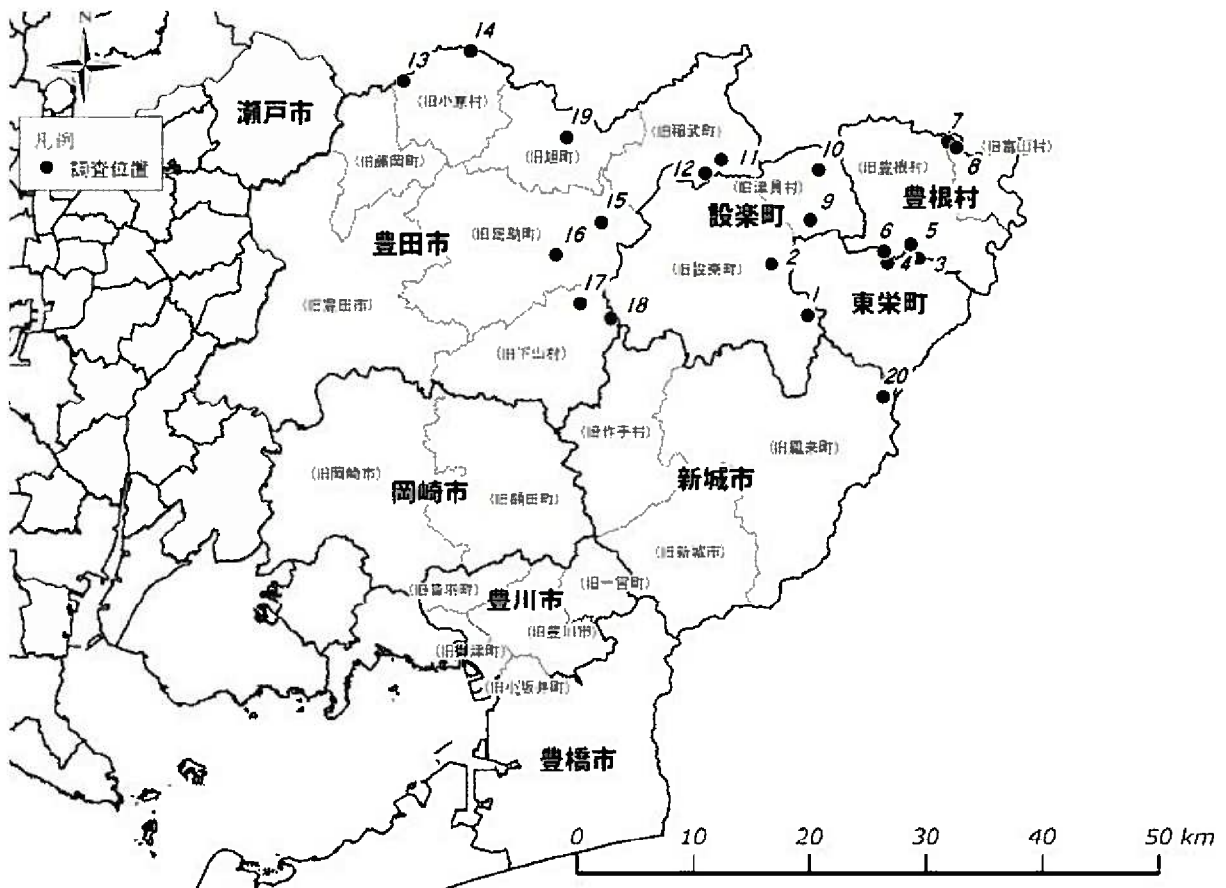 N
14
13
瀬戸市
(旧小原村)
19
7
凡例
調査位置
(旧稲武町)
(旧富山村)
(旧藤岡町)
(旧旭町)
11
10
(旧豊根村)
8
12
(旧津具村)
豊根村
15
設楽町
9
豊田市
(旧足助町)
16
6
5
(旧設楽町)
2
4
3
17
(旧豊田市)
18
1
東栄町
(旧下山村)
20
(旧作手村)
(旧鳳来町)
(旧岡崎市)
岡崎市
新城市
(旧額田町)
(旧新城市)
(旧音羽町)
(旧一宮町)
豊川市
(旧豊川市)
(旧御津町)
(旧小坂井町)
豊橋市
0 10 20 30 40 50 km